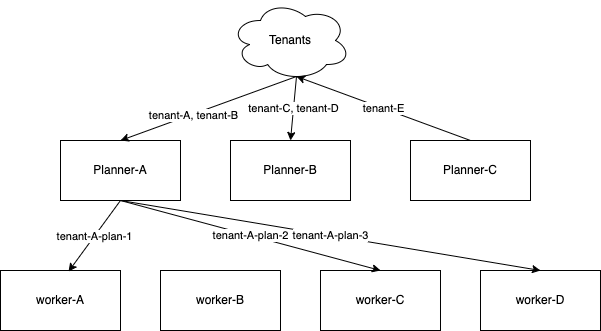 Tenants
tenant-A, tenant-B
tenant-C, tenant-D
tenant-E
Planner-A
Planner-B
Planner-C
tenant-A-plan-1
tenant-A-plan-2
tenant-A-plan-3
worker-A
worker-B
worker-C
worker-D